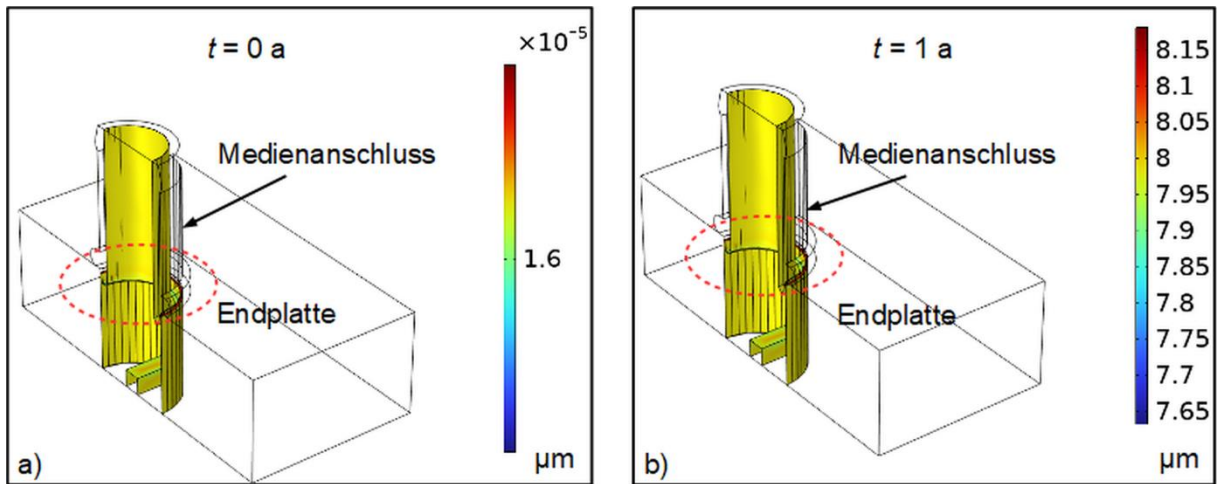 t = 0 a
×10⁻⁵
Medienanschluss
1.6
Endplatte
a)
µm
t = 1 a
8.15
8.1
8.05
8
7.95
7.9
7.85
7.8
7.75
7.7
7.65
Medienanschluss
Endplatte
b)
µm